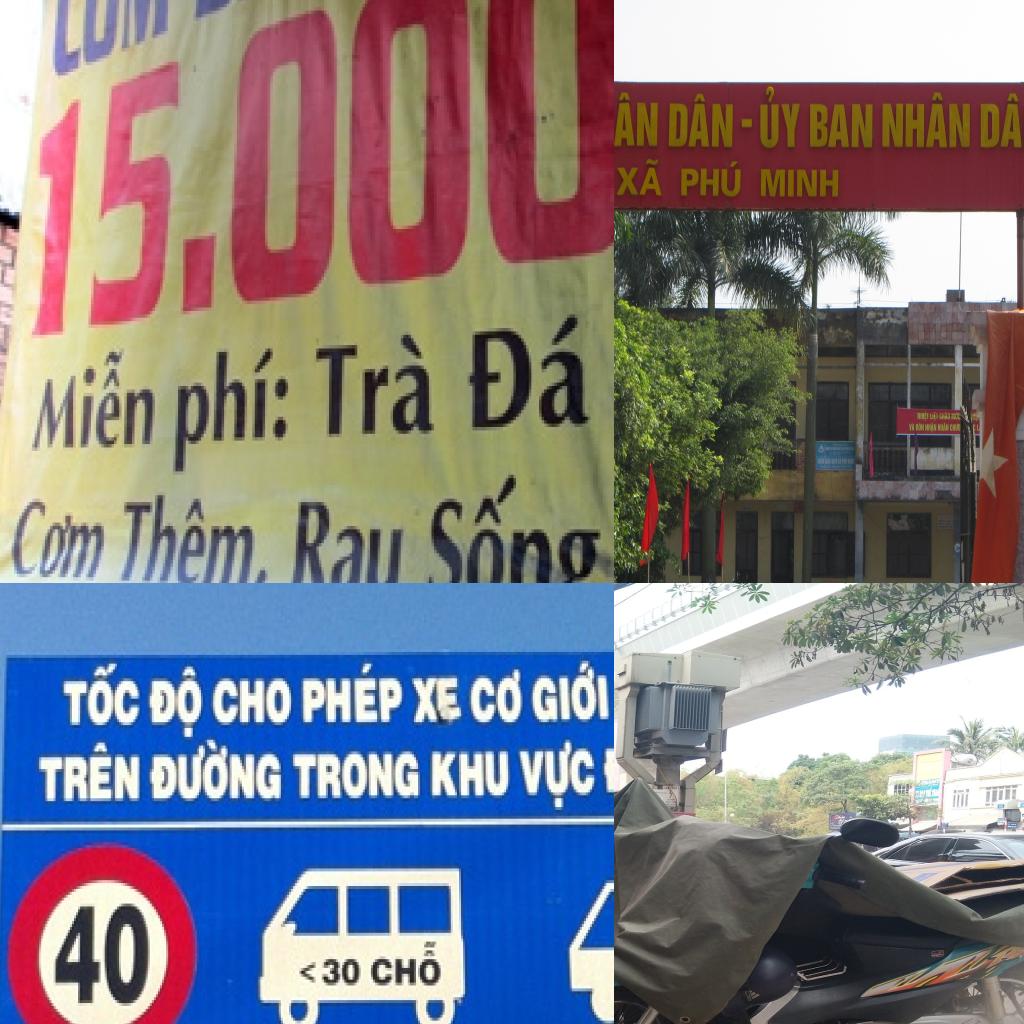 15.000
Miễn phí: Trà Đá
Cơm Thêm, Rau Sống
ÂN DÂN - ỦY BAN NHÂN DÂ
XÃ PHÚ MINH
TỐC ĐỘ CHO PHÉP XE CƠ GIỚI
TRÊN ĐƯỜNG TRONG KHU VỰC
40
< 30 CHỖ